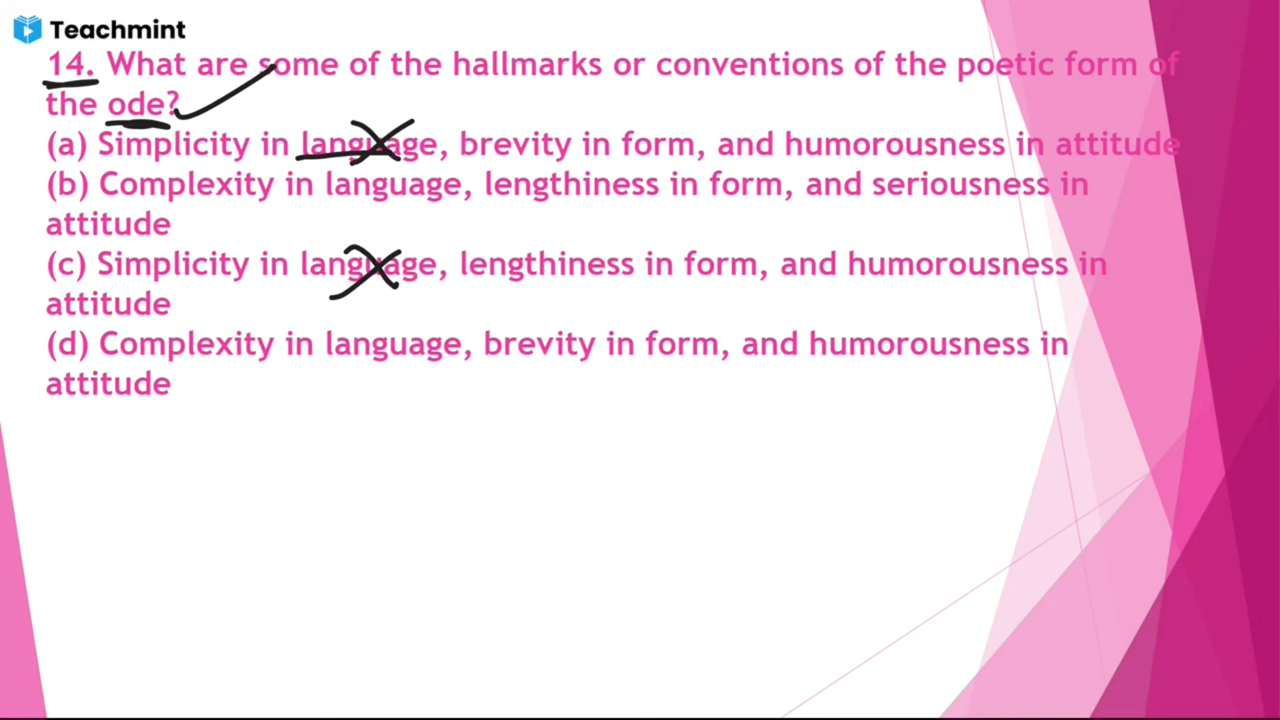 Teachmint
14. What are some of the hallmarks or conventions of the poetic form of
the ode?
(a) Simplicity in language, brevity in form, and humorousness in attitude
(b) Complexity in language, lengthiness in form, and seriousness in
attitude
(c) Simplicity in language, lengthiness in form, and humorousness in
attitude
(d) Complexity in language, brevity in form, and humorousness in
attitude